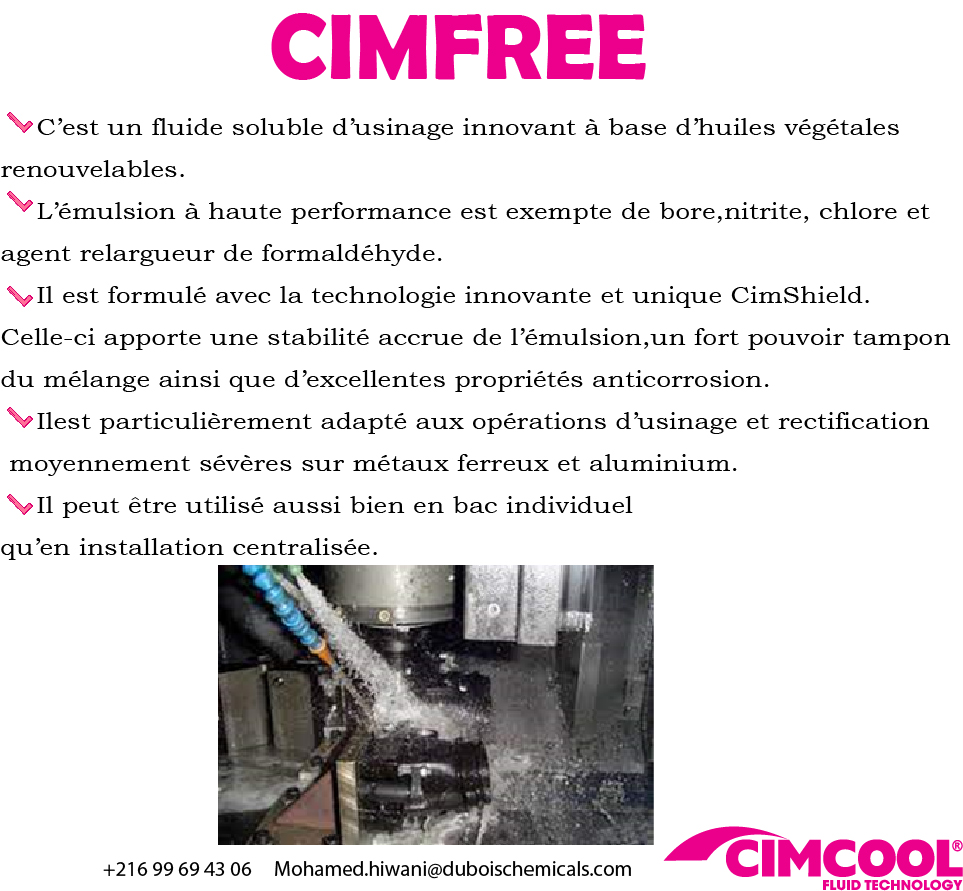 CIMFREE
C’est un fluide soluble d’usinage innovant à base d’huiles végétales
renouvelables.
L’émulsion à haute performance est exempte de bore,nitrite, chlore et
agent relargueur de formaldéhyde.
Il est formulé avec la technologie innovante et unique CimShield.
Celle-ci apporte une stabilité accrue de l’émulsion,un fort pouvoir tampon
du mélange ainsi que d’excellentes propriétés anticorrosion.
Ilest particulièrement adapté aux opérations d’usinage et rectification
moyennement sévères sur métaux ferreux et aluminium.
Il peut être utilisé aussi bien en bac individuel
qu’en installation centralisée.
+216 99 69 43 06 Mohamed.hiwani@duboischemicals.com
CIMCOOL®
FLUID TECHNOLOGY